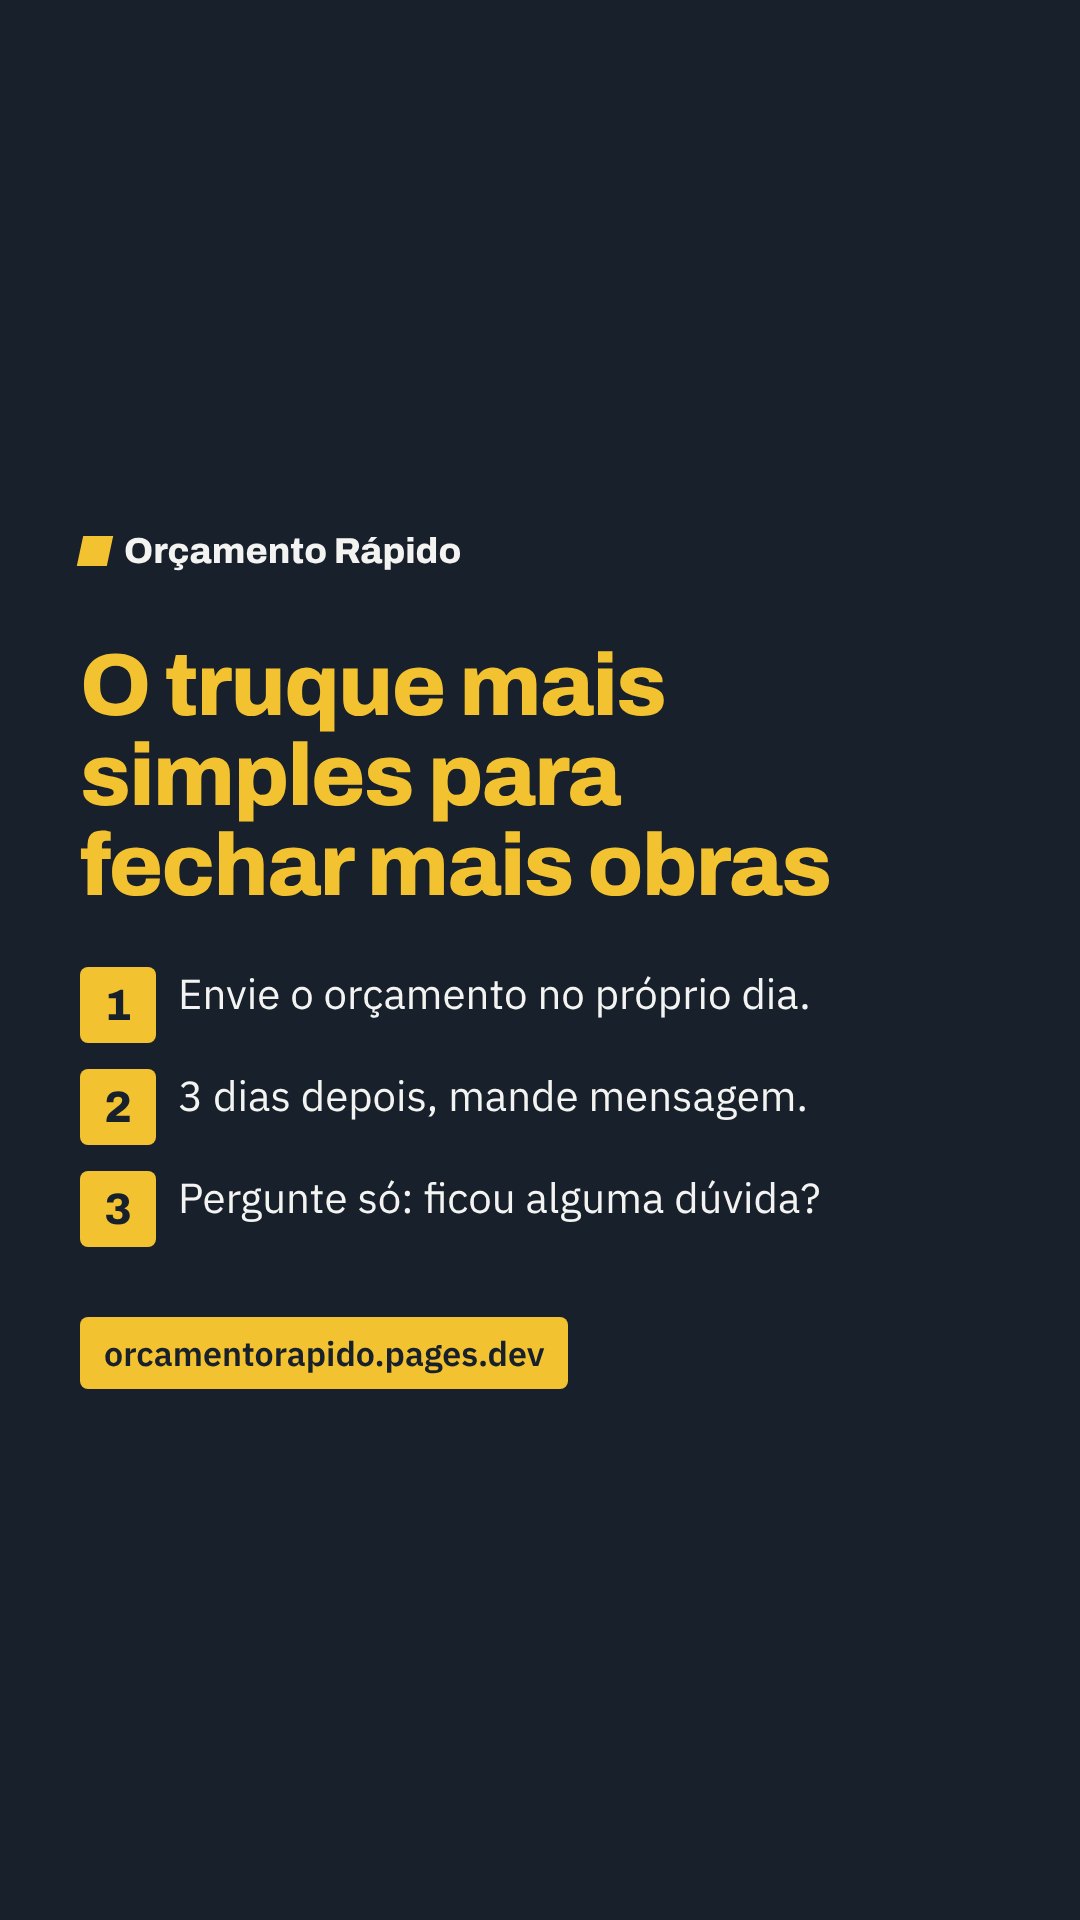 Orçamento Rápido
O truque mais
simples para
fechar mais obras
1 Envie o orçamento no próprio dia.
2 3 dias depois, mande mensagem.
3 Pergunte só: ficou alguma dúvida?
orcamentorapido.pages.dev